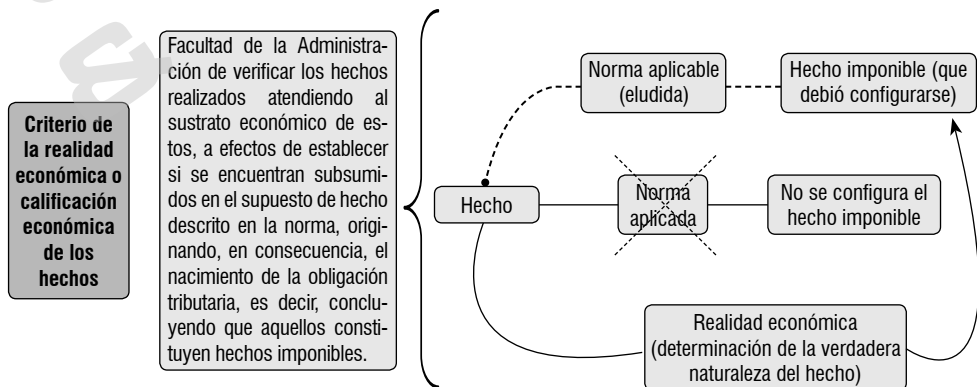 Criterio de
la realidad
económica o
calificación
económica
de los
hechos
Facultad de la Administra-
ción de verificar los hechos
realizados atendiendo al
sustrato económico de es-
tos, a efectos de establecer
si se encuentran subsumi-
dos en el supuesto de hecho
descrito en la norma, origi-
nando, en consecuencia, el
nacimiento de la obligación
tributaria, es decir, conclu-
yendo que aquellos consti-
tuyen hechos imponibles.
Norma aplicable
(eludida)
Hecho imponible (que
debió configurarse)
Hecho
Norma
aplicada
No se configura el
hecho imponible
Realidad económica
(determinación de la verdadera
naturaleza del hecho)